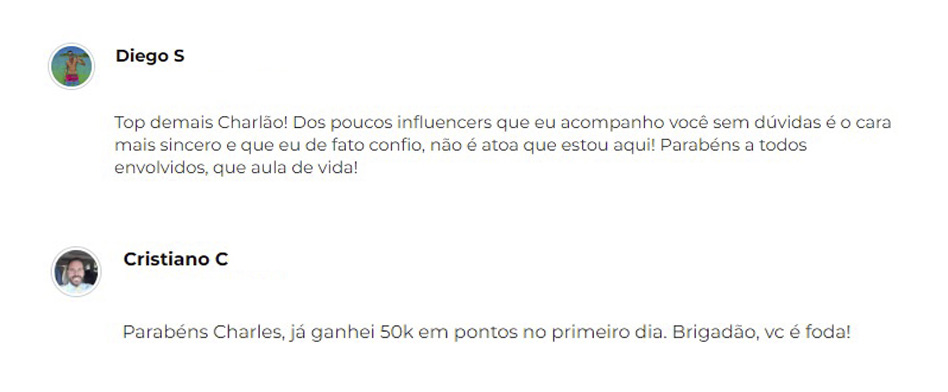 Diego S
Top demais Charlão! Dos poucos influencers que eu acompanho você sem dúvidas é o cara
mais sincero e que eu de fato confio, não é atoa que estou aqui! Parabéns a todos
envolvidos, que aula de vida!
Cristiano C
Parabéns Charles, já ganhei 50k em pontos no primeiro dia. Brigadão, vc é foda!